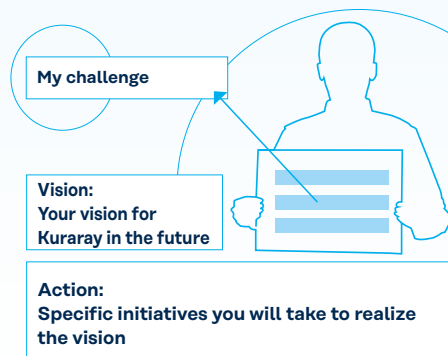 My challenge
Vision:
Your vision for
Kuraray in the future
Action:
Specific initiatives you will take to realize
the vision